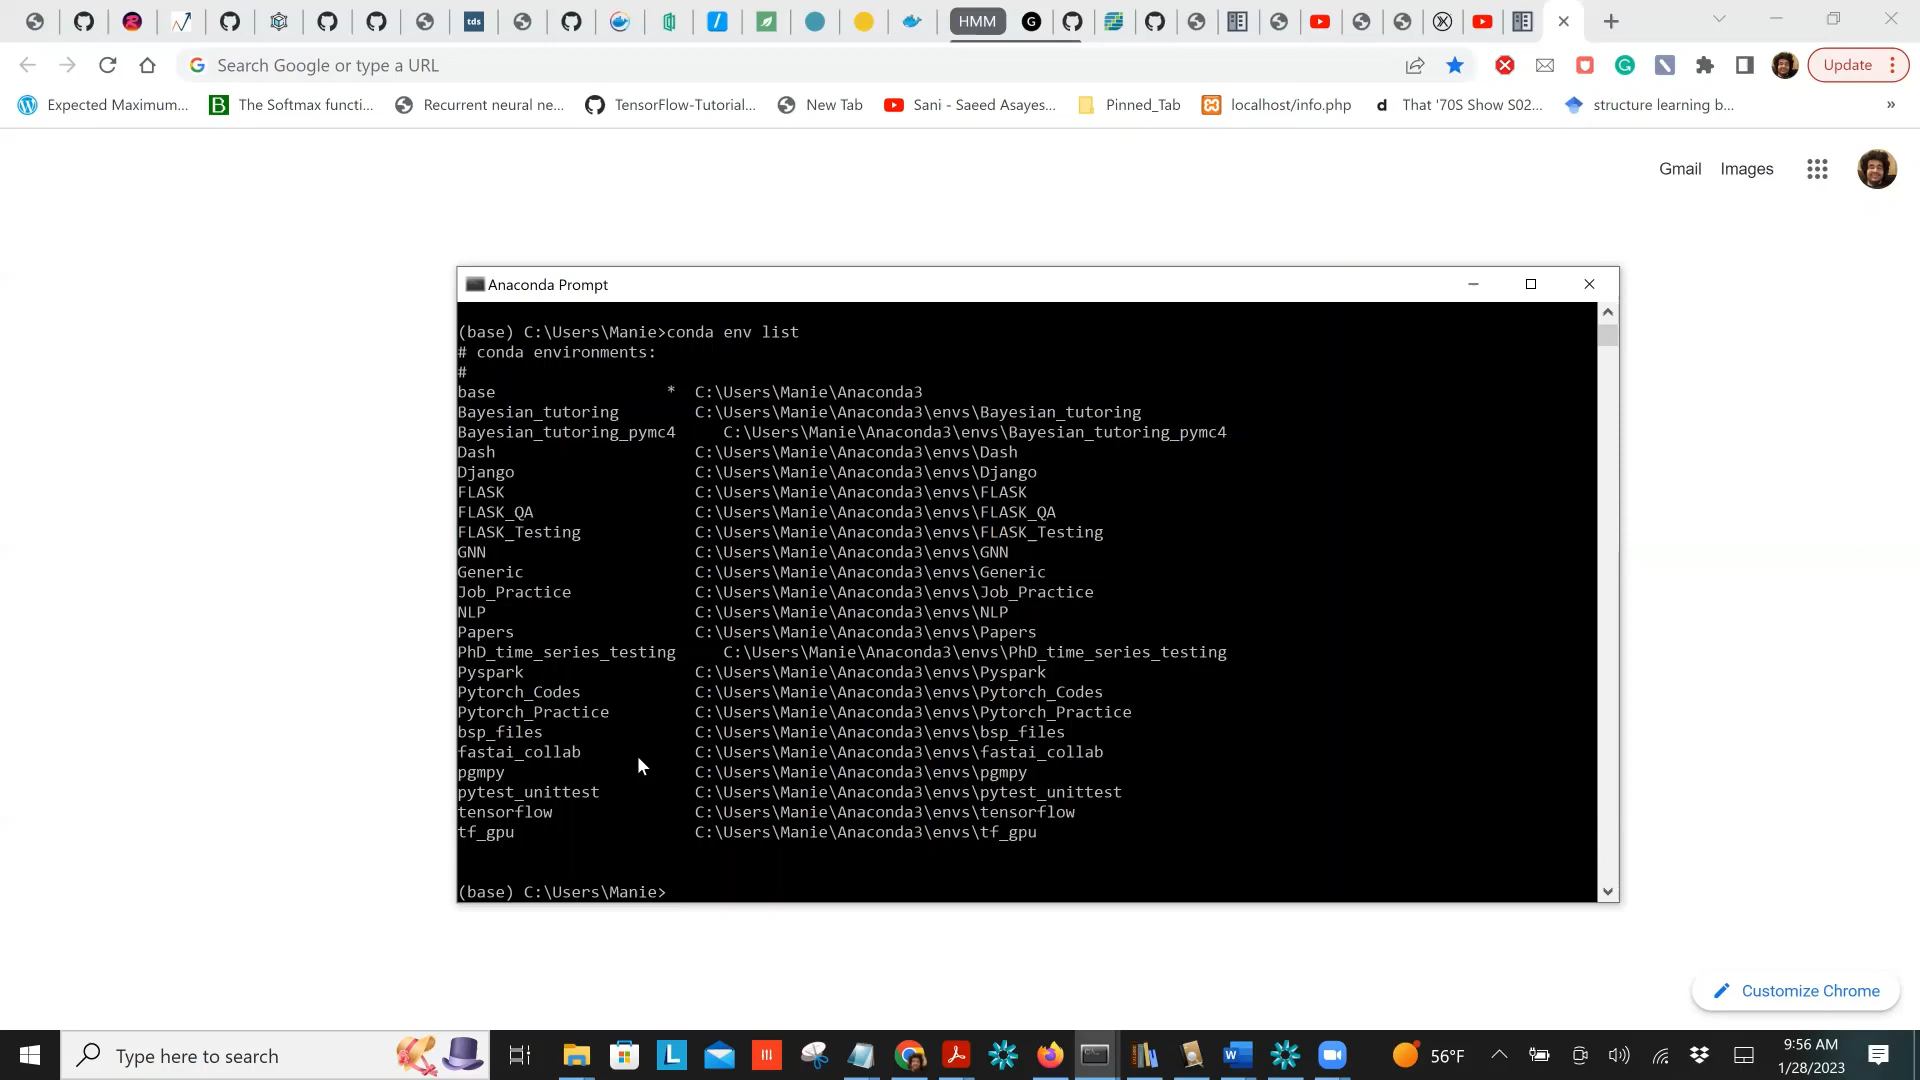 tds
HMM
G
Search Google or type a URL
Update
Expected Maximum...
B
The Softmax functi...
Recurrent neural ne...
TensorFlow-Tutorial...
New Tab
Sani - Saeed Asayes...
Pinned_Tab
localhost/info.php
d
That '70S Show S02...
structure learning b...
»
Gmail
Images
Anaconda Prompt
(base) C:\Users\Manie>conda env list
# conda environments:
#
base * C:\Users\Manie\Anaconda3
Bayesian_tutoring C:\Users\Manie\Anaconda3\envs\Bayesian_tutoring
Bayesian_tutoring_pymc4 C:\Users\Manie\Anaconda3\envs\Bayesian_tutoring_pymc4
Dash C:\Users\Manie\Anaconda3\envs\Dash
Django C:\Users\Manie\Anaconda3\envs\Django
FLASK C:\Users\Manie\Anaconda3\envs\FLASK
FLASK_QA C:\Users\Manie\Anaconda3\envs\FLASK_QA
FLASK_Testing C:\Users\Manie\Anaconda3\envs\FLASK_Testing
GNN C:\Users\Manie\Anaconda3\envs\GNN
Generic C:\Users\Manie\Anaconda3\envs\Generic
Job_Practice C:\Users\Manie\Anaconda3\envs\Job_Practice
NLP C:\Users\Manie\Anaconda3\envs\NLP
Papers C:\Users\Manie\Anaconda3\envs\Papers
PhD_time_series_testing C:\Users\Manie\Anaconda3\envs\PhD_time_series_testing
Pyspark C:\Users\Manie\Anaconda3\envs\Pyspark
Pytorch_Codes C:\Users\Manie\Anaconda3\envs\Pytorch_Codes
Pytorch_Practice C:\Users\Manie\Anaconda3\envs\Pytorch_Practice
bsp_files C:\Users\Manie\Anaconda3\envs\bsp_files
fastai_collab C:\Users\Manie\Anaconda3\envs\fastai_collab
pgmpy C:\Users\Manie\Anaconda3\envs\pgmpy
pytest_unittest C:\Users\Manie\Anaconda3\envs\pytest_unittest
tensorflow C:\Users\Manie\Anaconda3\envs\tensorflow
tf_gpu C:\Users\Manie\Anaconda3\envs\tf_gpu
(base) C:\Users\Manie>
Customize Chrome
Type here to search
L
W
56°F
9:56 AM
1/28/2023